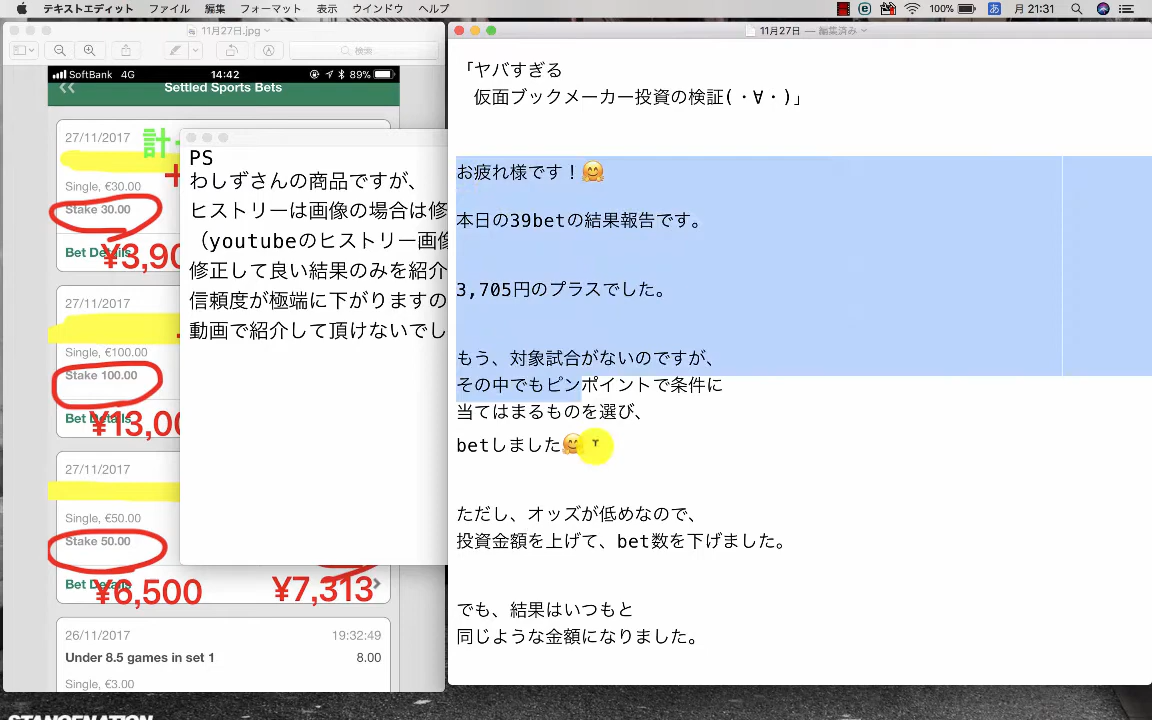 テキストエディット ファイル 編集 フォーマット 表示 ウインドウ ヘルプ
100% あ 月 21:31
11月27日.jpg
検索
SoftBank 4G 14:42 89%
Settled Sports Bets
27/11/2017
計
Single, €30.00
Stake 30.00
Bet Details
¥3,90
27/11/2017
Single, €100.00
Stake 100.00
Bet Details
¥13,00
27/11/2017
Single, €50.00
Stake 50.00
Bet Details
¥6,500 ¥7,313
26/11/2017 19:32:49
Under 8.5 games in set 1 8.00
Single, €3.00
PS
わしずさんの商品ですが、
ヒストリーは画像の場合は修
（youtubeのヒストリー画像
修正して良い結果のみを紹介
信頼度が極端に下がりますの
動画で紹介して頂けないでし
11月27日 — 編集済み
「ヤバすぎる
仮面ブックメーカー投資の検証(・∀・)」
お疲れ様です！🤗
本日の39betの結果報告です。
3,705円のプラスでした。
もう、対象試合がないのですが、
その中でもピンポイントで条件に
当てはまるものを選び、
betしました🤗
ただし、オッズが低めなので、
投資金額を上げて、bet数を下げました。
でも、結果はいつもと
同じような金額になりました。